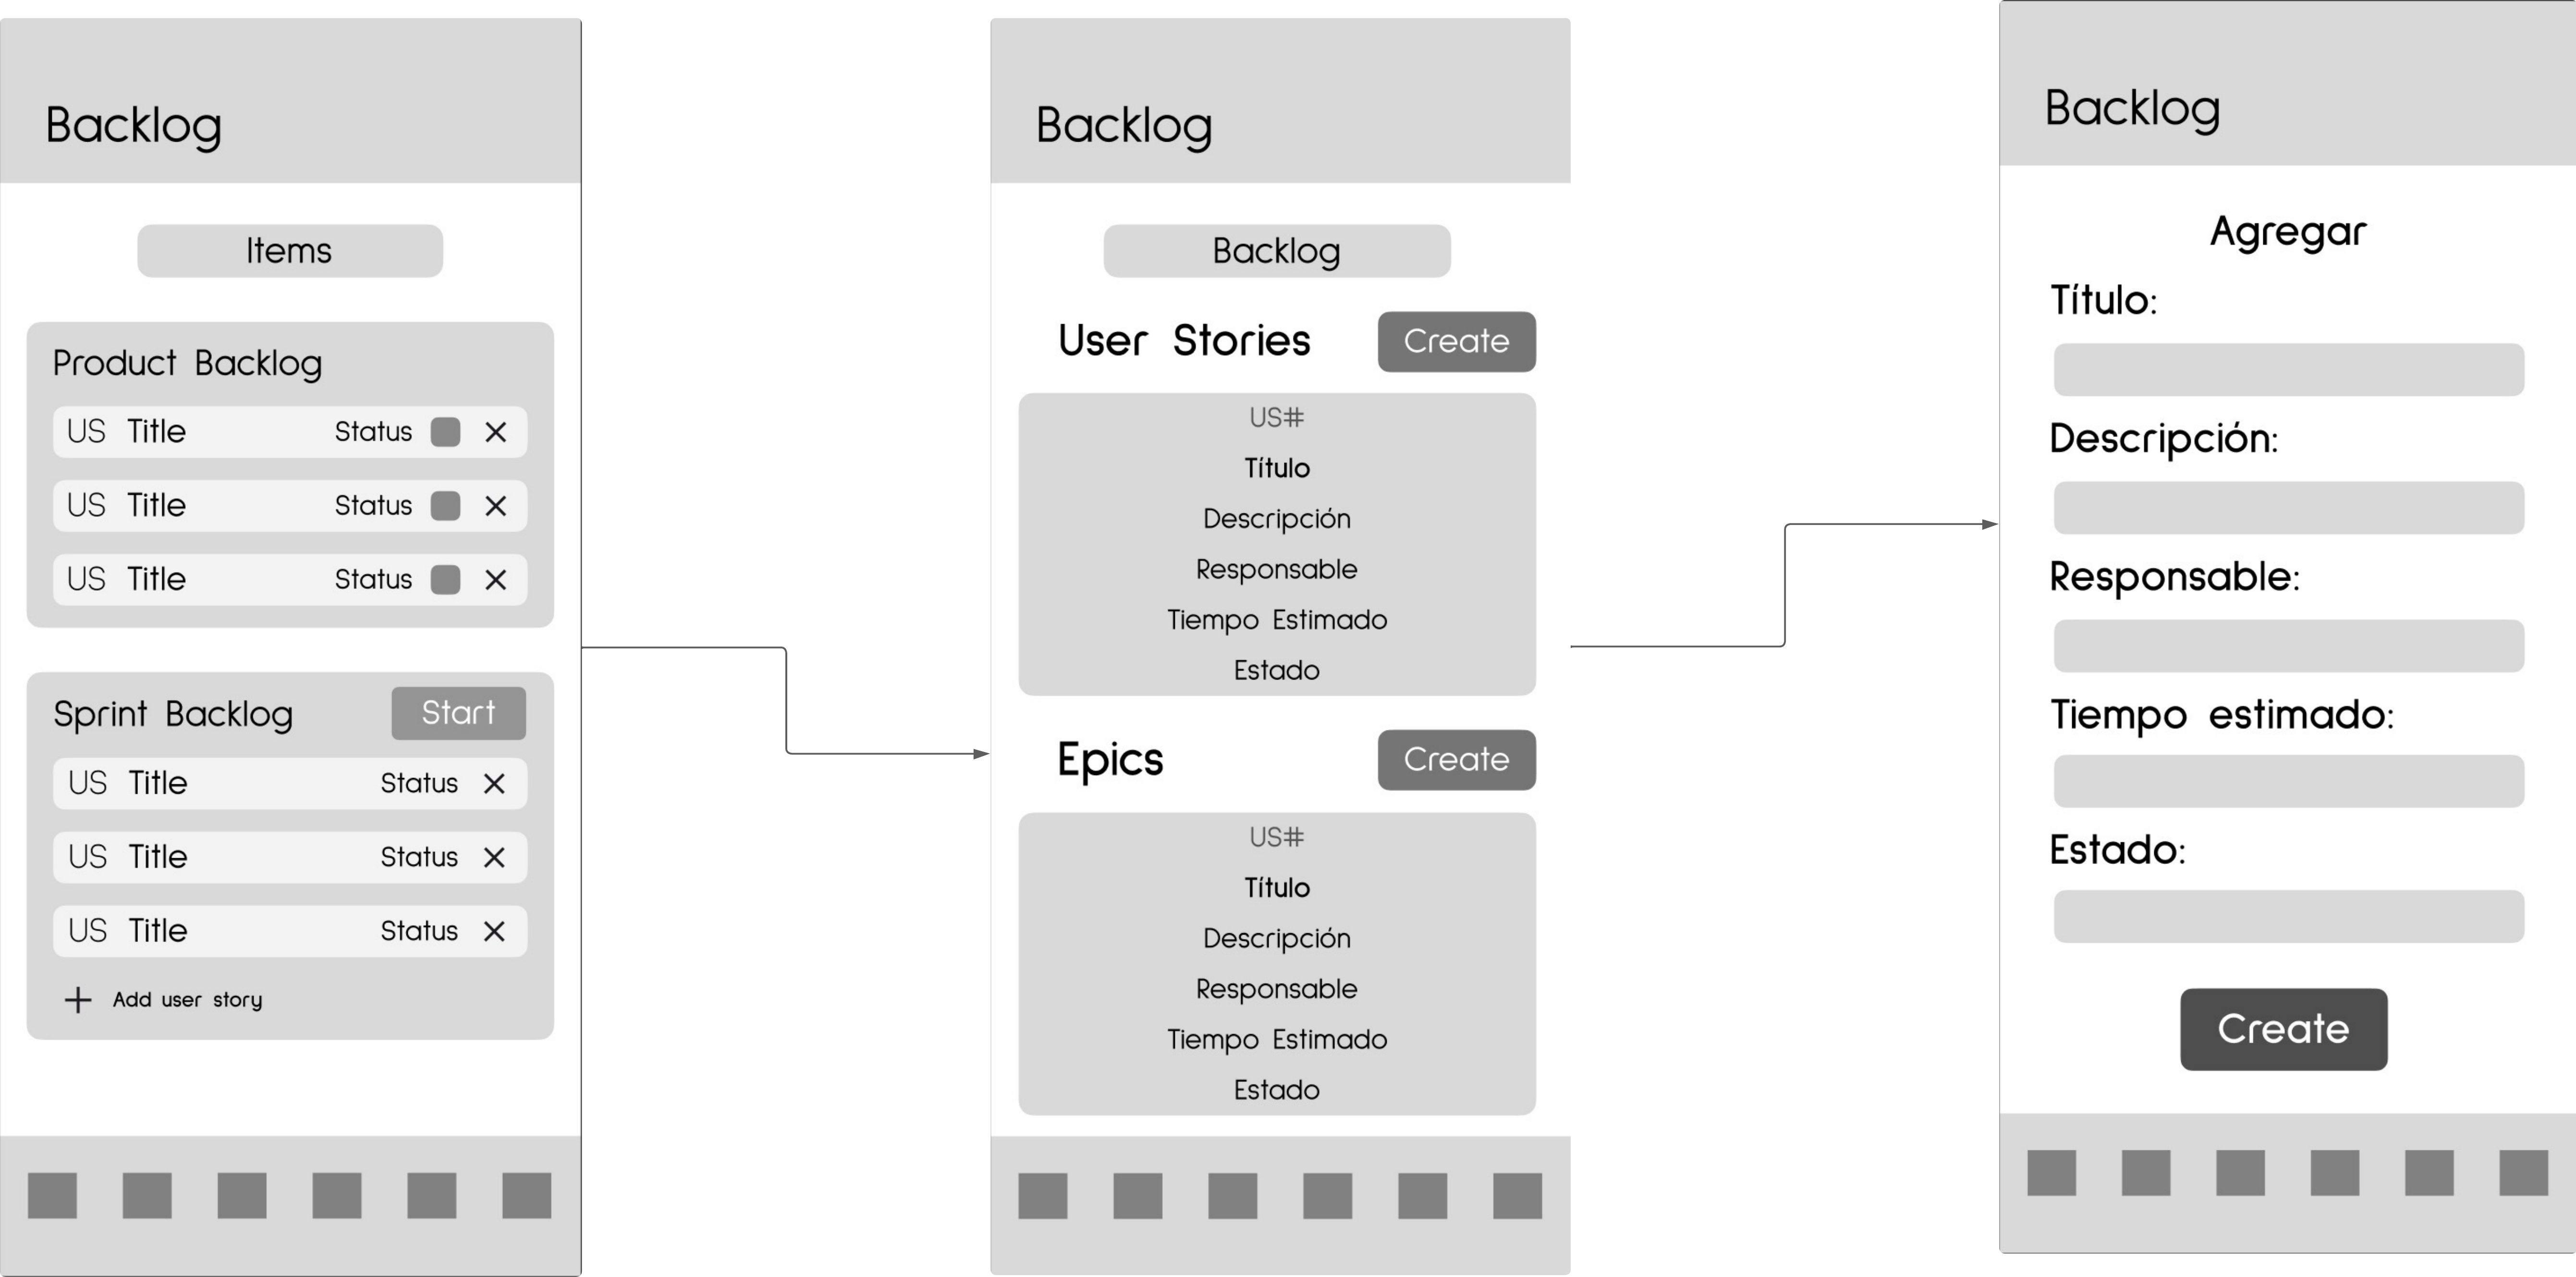 Backlog
Items
Product Backlog
US Title Status ×
US Title Status ×
US Title Status ×
Sprint Backlog Start
US Title Status ×
US Title Status ×
US Title Status ×
+ Add user story
Backlog
Backlog
User Stories Create
US#
Título
Descripción
Responsable
Tiempo Estimado
Estado
Epics Create
US#
Título
Descripción
Responsable
Tiempo Estimado
Estado
Backlog
Agregar
Título:
Descripción:
Responsable:
Tiempo estimado:
Estado:
Create